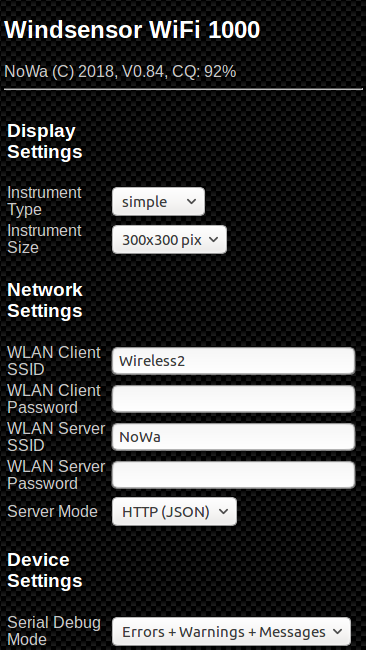 Windsensor WiFi 1000
NoWa (C) 2018, V0.84, CQ: 92%
Display
Settings
Instrument
Type
simple
Instrument
Size
300x300 pix
Network
Settings
WLAN Client
SSID
Wireless2
WLAN Client
Password
WLAN Server
SSID
NoWa
WLAN Server
Password
Server Mode
HTTP (JSON)
Device
Settings
Serial Debug
Mode
Errors + Warnings + Messages